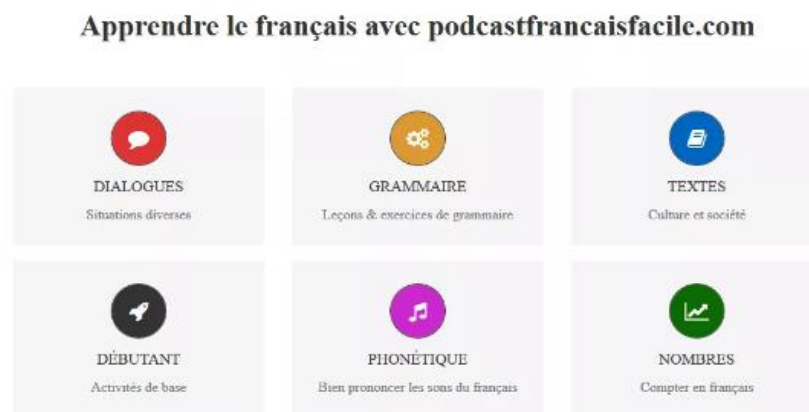 Apprendre le français avec podcastfrancaisfacile.com
DIALOGUES
Situations diverses
GRAMMAIRE
Leçons & exercices de grammaire
TEXTES
Culture et société
DÉBUTANT
Activités de base
PHONÉTIQUE
Bien prononcer les sons du français
NOMBRES
Compter en français